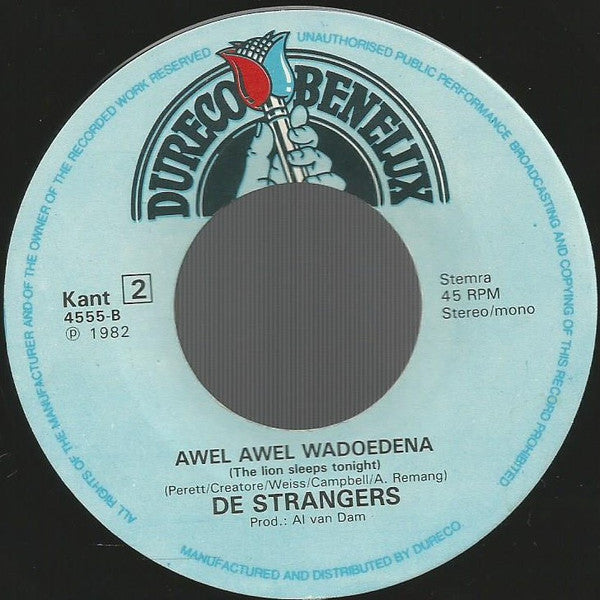 DURECO BENELUX
ALL RIGHTS OF THE MANUFACTURER AND OF THE OWNER OF THE RECORDED WORK RESERVED
UNAUTHORISED PUBLIC PERFORMANCE BROADCASTING AND COPYING OF THIS RECORD PROHIBITED
Kant 2
4555-B
℗ 1982
Stemra
45 RPM
Stereo/mono
AWEL AWEL WADOEDENA
(The lion sleeps tonight)
(Perett/Creatore/Weiss/Campbell/A. Remang)
DE STRANGERS
Prod.: Al van Dam
MANUFACTURED AND DISTRIBUTED BY DURECO